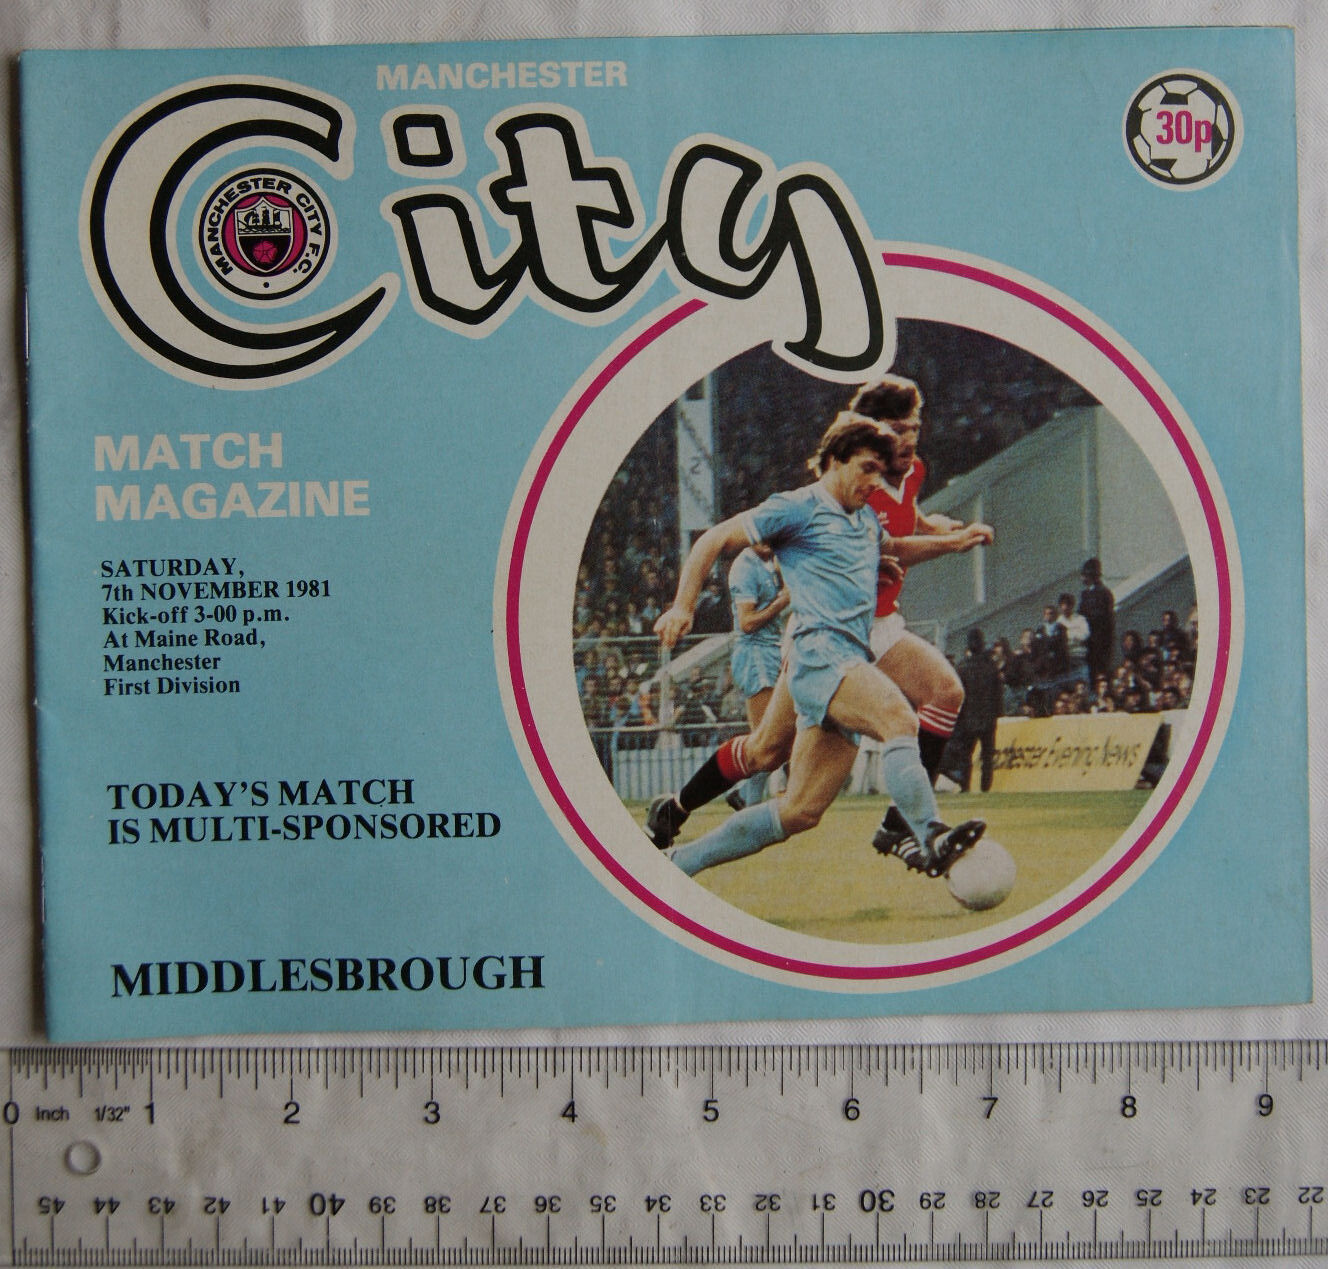 MANCHESTER
City
MANCHESTER CITY F.C.
30p
MATCH
MAGAZINE
SATURDAY,
7th NOVEMBER 1981
Kick-off 3-00 p.m.
At Maine Road,
Manchester
First Division
TODAY'S MATCH
IS MULTI-SPONSORED
MIDDLESBROUGH
Evening News
0 Inch 1/32" 1 2 3 4 5 6 7 8 9
45 44 43 42 41 40 39 38 37 36 35 34 33 32 31 30 29 28 27 26 25 24 23 22